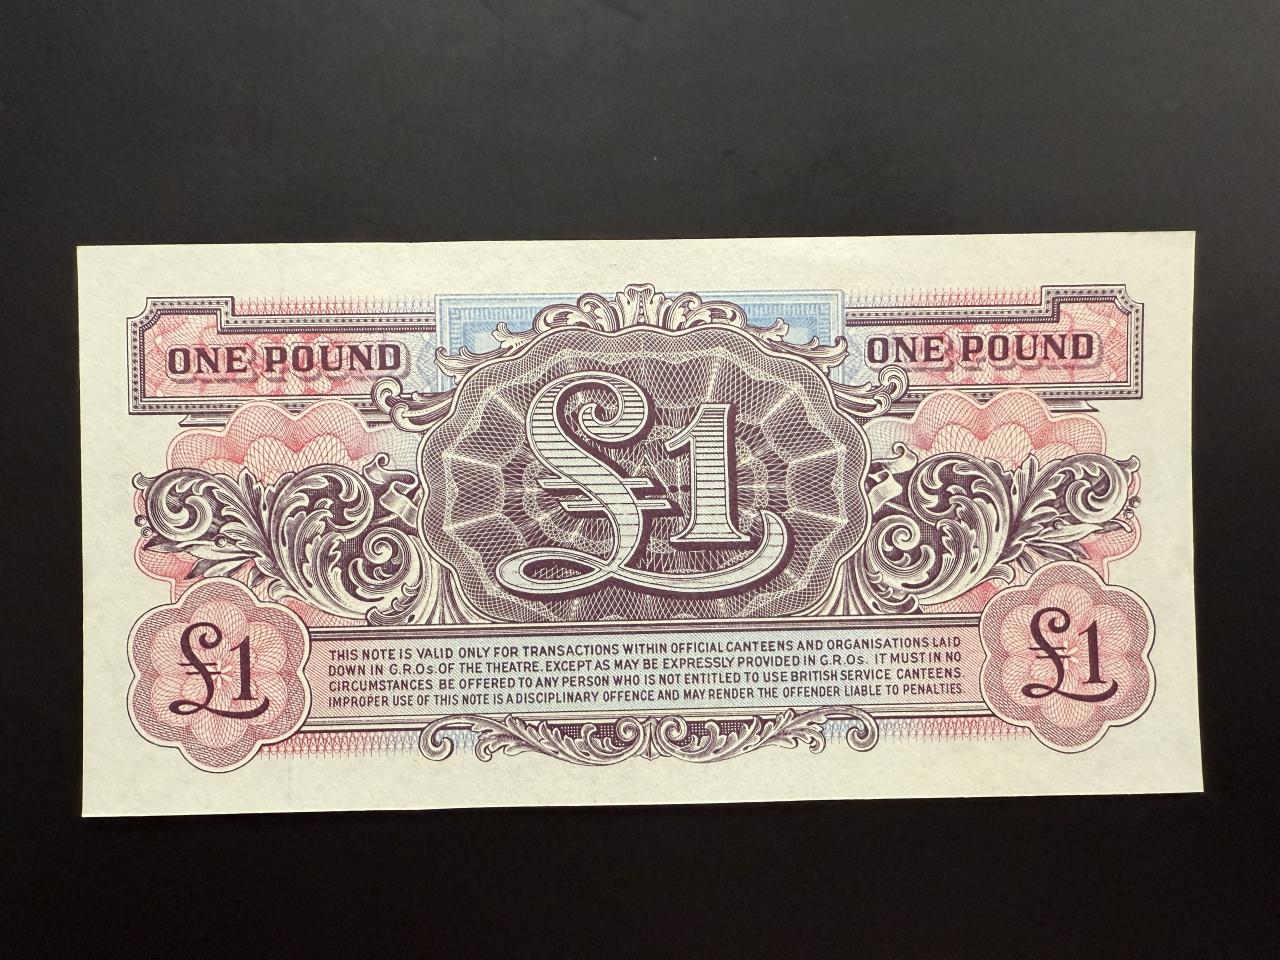 ONE POUND
ONE POUND
£1
THIS NOTE IS VALID ONLY FOR TRANSACTIONS WITHIN OFFICIAL CANTEENS AND ORGANISATIONS LAID
DOWN IN G.R.Os. OF THE THEATRE, EXCEPT AS MAY BE EXPRESSLY PROVIDED IN G.R.Os. IT MUST IN NO
CIRCUMSTANCES BE OFFERED TO ANY PERSON WHO IS NOT ENTITLED TO USE BRITISH SERVICE CANTEENS
IMPROPER USE OF THIS NOTE IS A DISCIPLINARY OFFENCE AND MAY RENDER THE OFFENDER LIABLE TO PENALTIES.
£1
£1